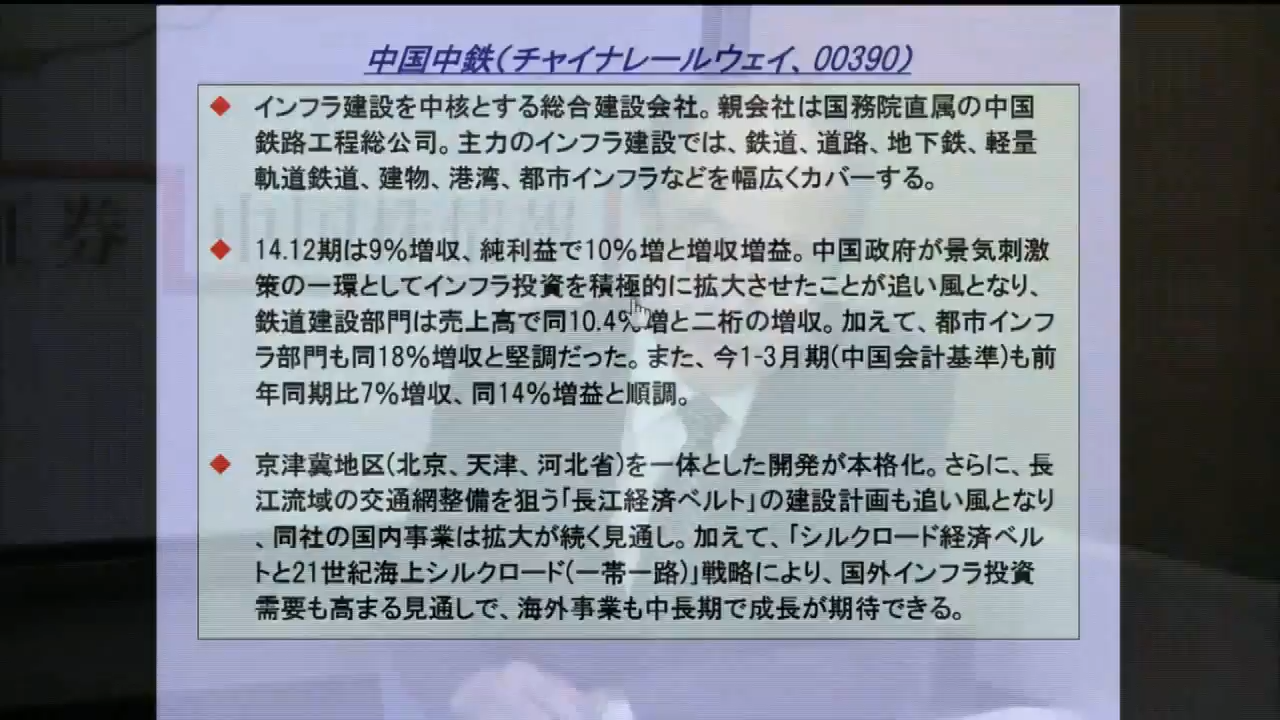 中国中鉄（チャイナレールウェイ、00390）
◆ インフラ建設を中核とする総合建設会社。親会社は国務院直属の中国
鉄路工程総公司。主力のインフラ建設では、鉄道、道路、地下鉄、軽量
軌道鉄道、建物、港湾、都市インフラなどを幅広くカバーする。
◆ 14.12期は9%増収、純利益で10%増と増収増益。中国政府が景気刺激
策の一環としてインフラ投資を積極的に拡大させたことが追い風となり、
鉄道建設部門は売上高で同10.4%増と二桁の増収。加えて、都市インフ
ラ部門も同18%増収と堅調だった。また、今1-3月期(中国会計基準)も前
年同期比7%増収、同14%増益と順調。
◆ 京津冀地区(北京、天津、河北省)を一体とした開発が本格化。さらに、長
江流域の交通網整備を狙う「長江経済ベルト」の建設計画も追い風となり
、同社の国内事業は拡大が続く見通し。加えて、「シルクロード経済ベル
トと21世紀海上シルクロード(一帯一路)」戦略により、国外インフラ投資
需要も高まる見通しで、海外事業も中長期で成長が期待できる。
証券
中国株情報